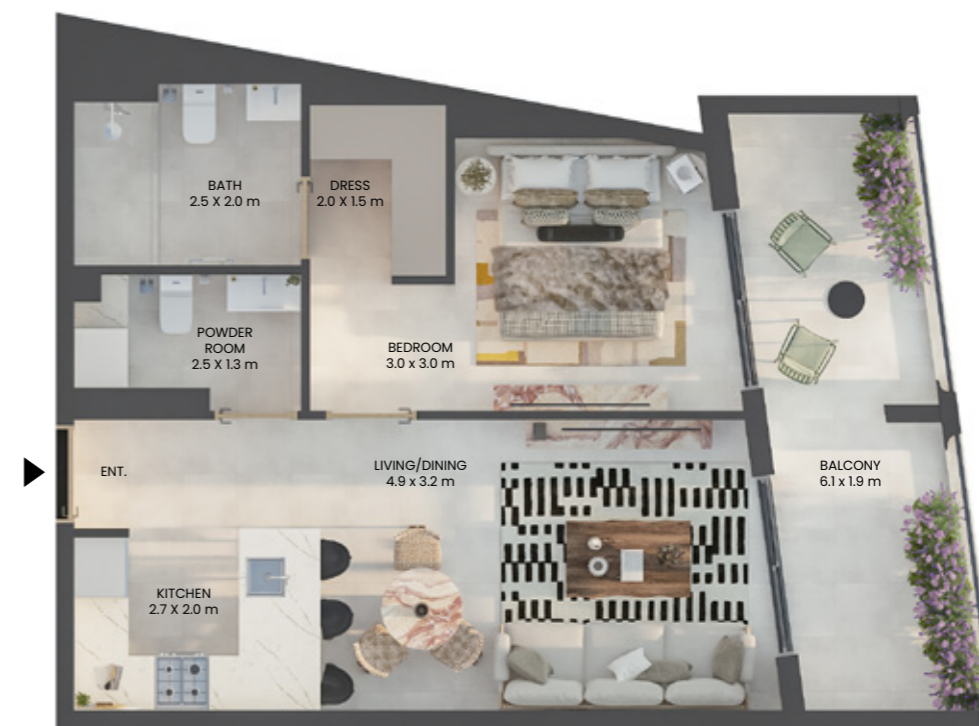 BATH
2.5 X 2.0 m
DRESS
2.0 X 1.5 m
POWDER
ROOM
2.5 X 1.3 m
BEDROOM
3.0 x 3.0 m
ENT.
LIVING/DINING
4.9 x 3.2 m
BALCONY
6.1 x 1.9 m
KITCHEN
2.7 X 2.0 m